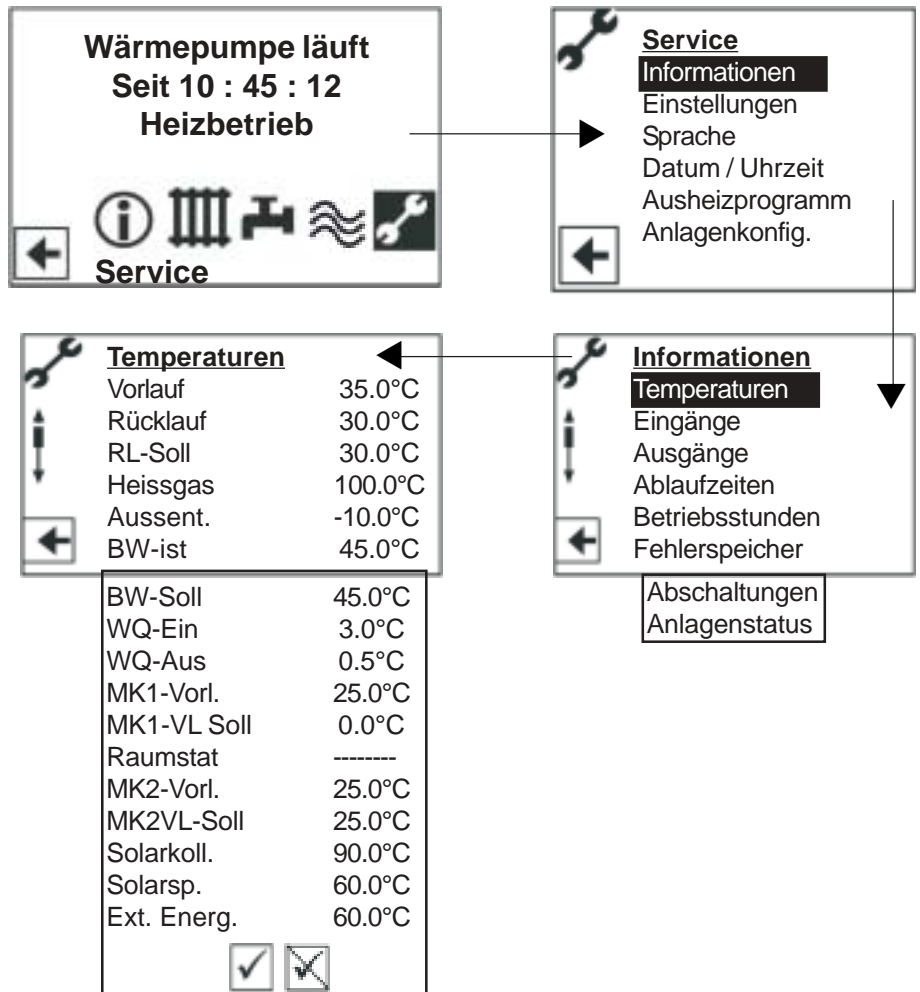 Wärmepumpe läuft
Seit 10 : 45 : 12
Heizbetrieb
Service
Service
Informationen
Einstellungen
Sprache
Datum / Uhrzeit
Ausheizprogramm
Anlagenkonfig.
Temperaturen
Vorlauf 35.0°C
Rücklauf 30.0°C
RL-Soll 30.0°C
Heissgas 100.0°C
Aussent. -10.0°C
BW-ist 45.0°C
BW-Soll 45.0°C
WQ-Ein 3.0°C
WQ-Aus 0.5°C
MK1-Vorl. 25.0°C
MK1-VL Soll 0.0°C
Raumstat --------
MK2-Vorl. 25.0°C
MK2VL-Soll 25.0°C
Solarkoll. 90.0°C
Solarsp. 60.0°C
Ext. Energ. 60.0°C
Informationen
Temperaturen
Eingänge
Ausgänge
Ablaufzeiten
Betriebsstunden
Fehlerspeicher
Abschaltungen
Anlagenstatus